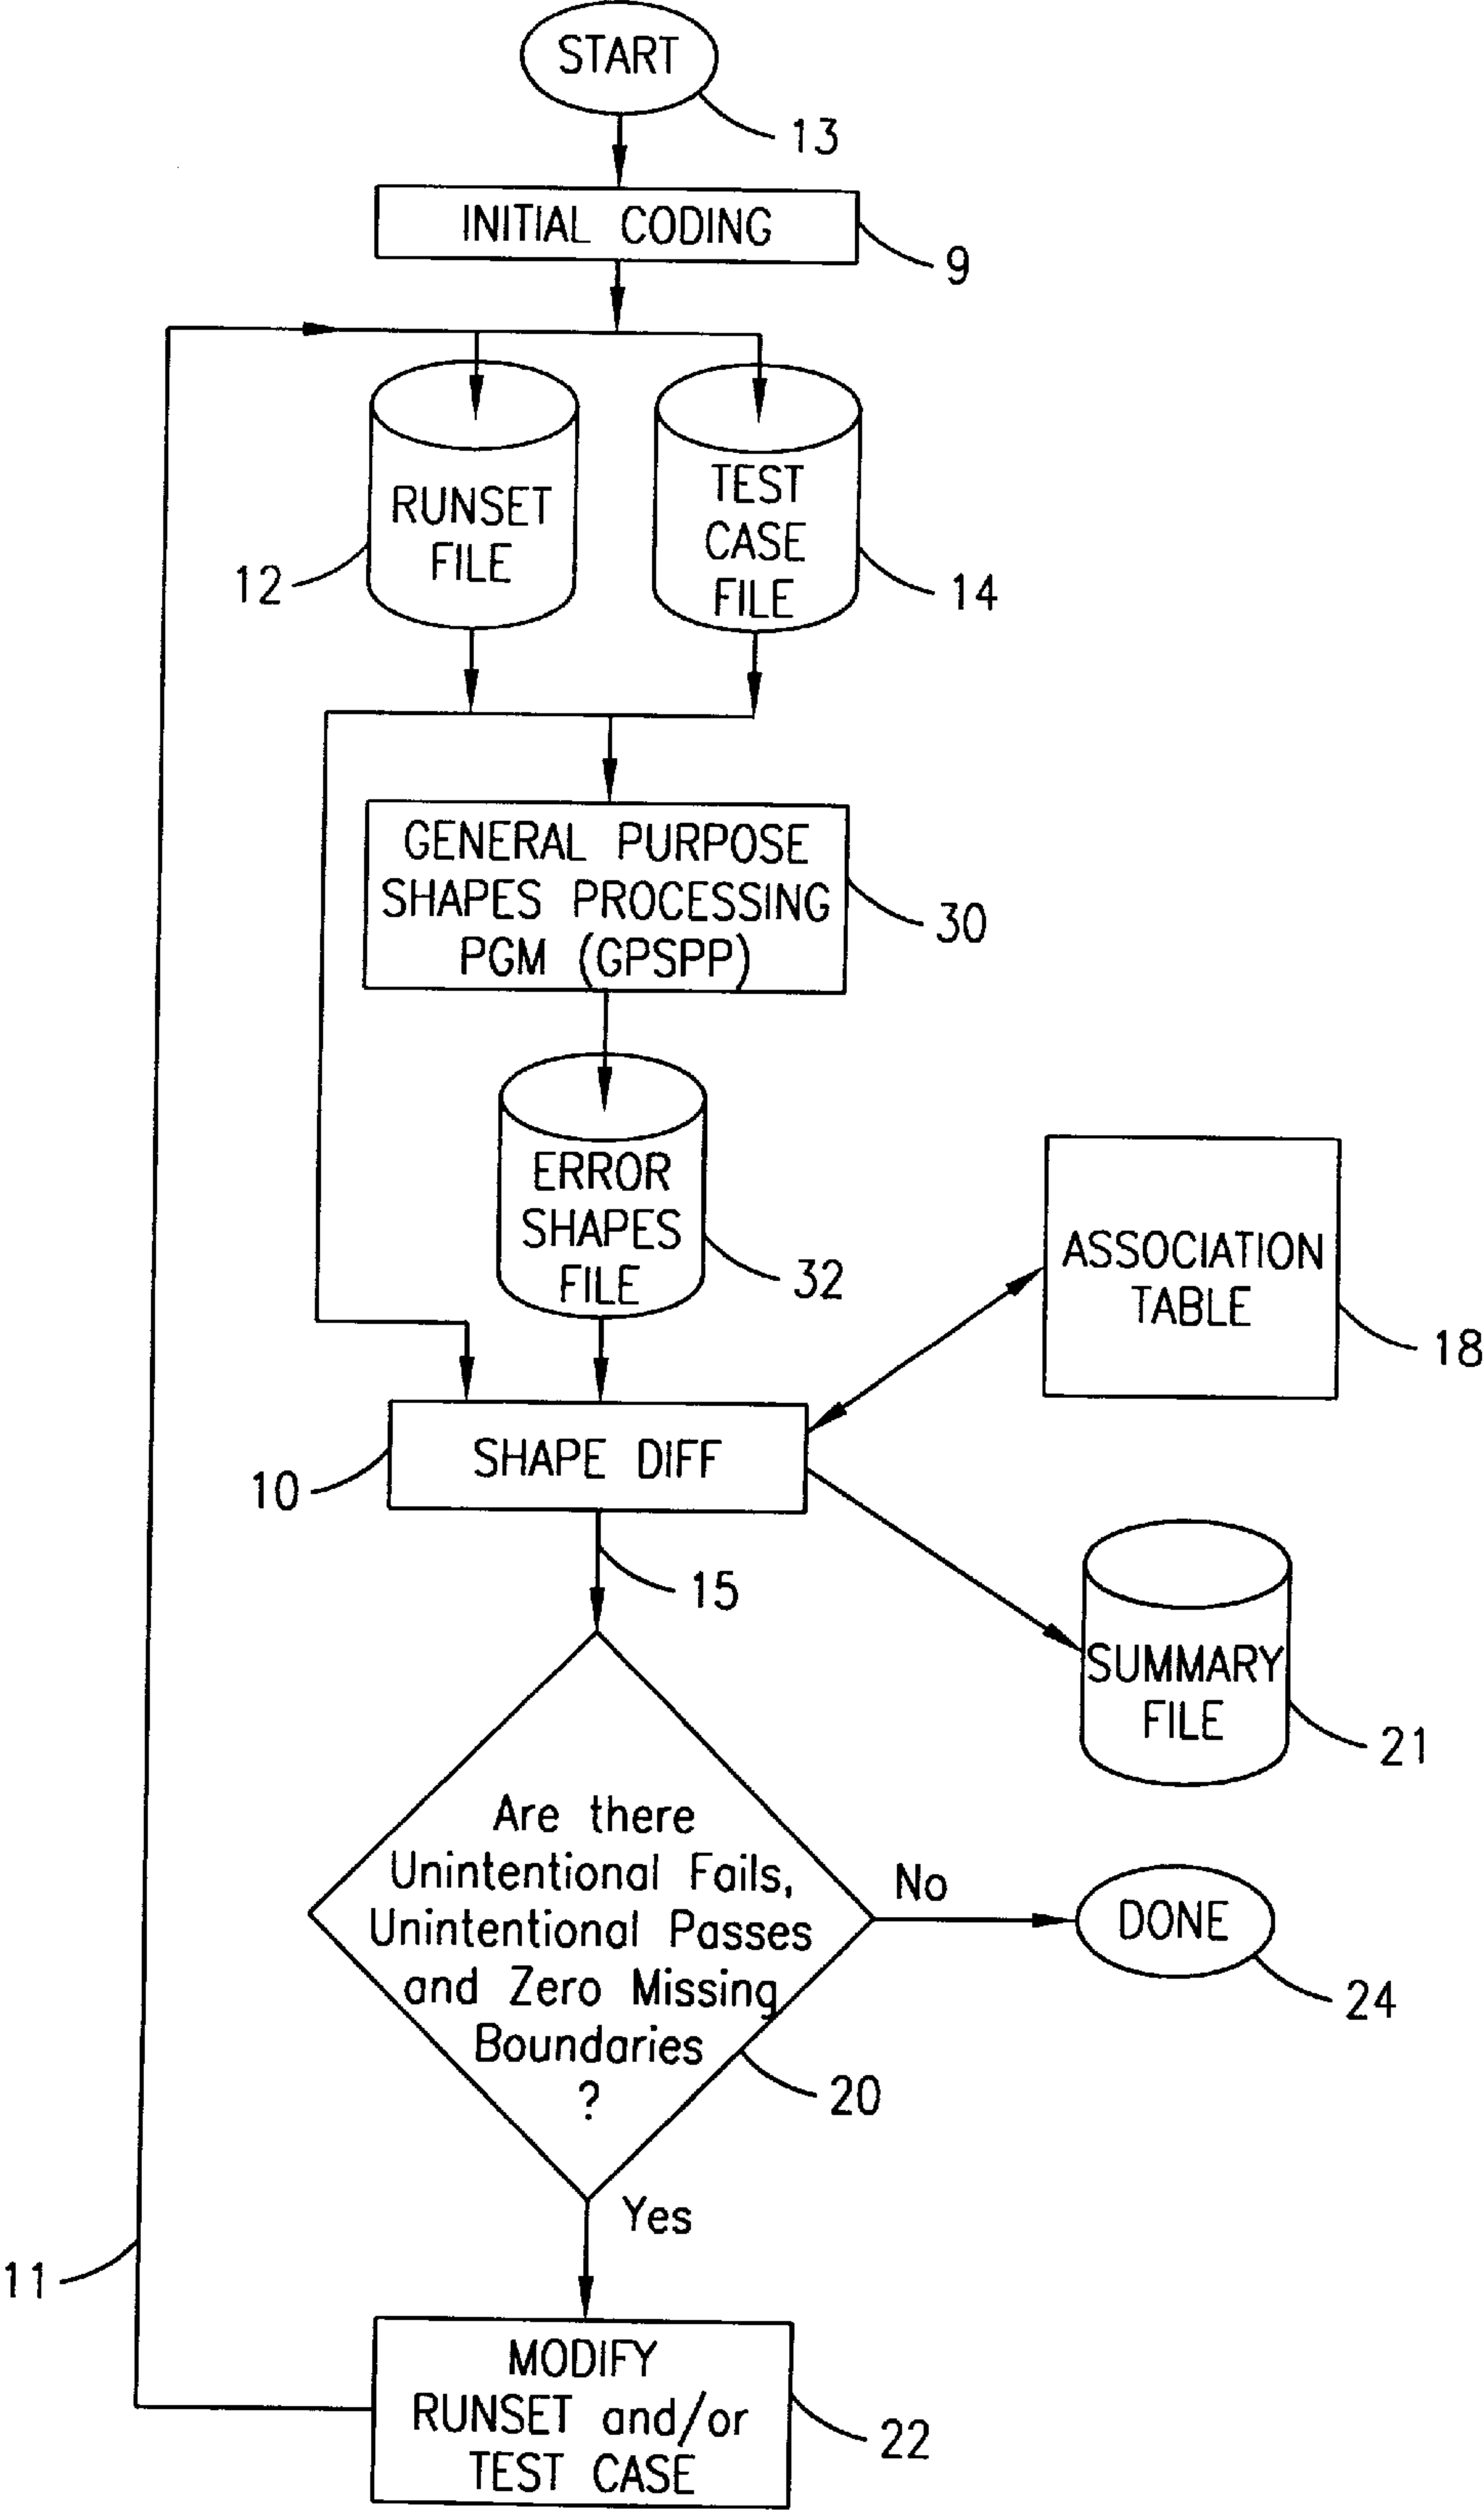 START
13
INITIAL CODING
9
RUNSET
FILE
12
TEST
CASE
FILE
14
GENERAL PURPOSE
SHAPES PROCESSING
PGM (GPSPP)
30
ERROR
SHAPES
FILE
32
ASSOCIATION
TABLE
18
SHAPE DIFF
10
15
SUMMARY
FILE
21
Are there
Unintentional Fails,
Unintentional Passes
and Zero Missing
Boundaries
?
20
No
DONE
24
Yes
11
MODIFY
RUNSET and/or
TEST CASE
22